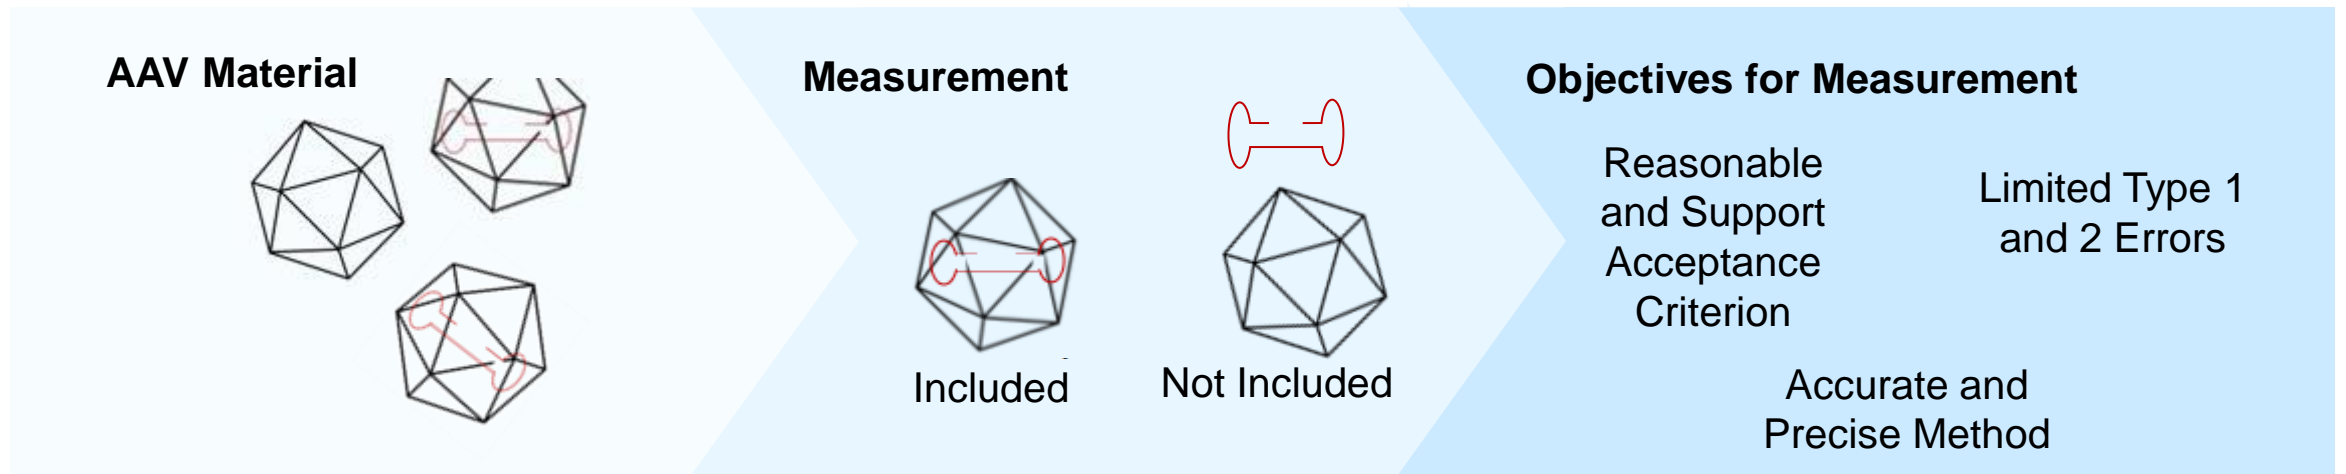 AAV Material
Measurement
Included
Not Included
Objectives for Measurement
Reasonable
and Support
Acceptance
Criterion
Limited Type 1
and 2 Errors
Accurate and
Precise Method